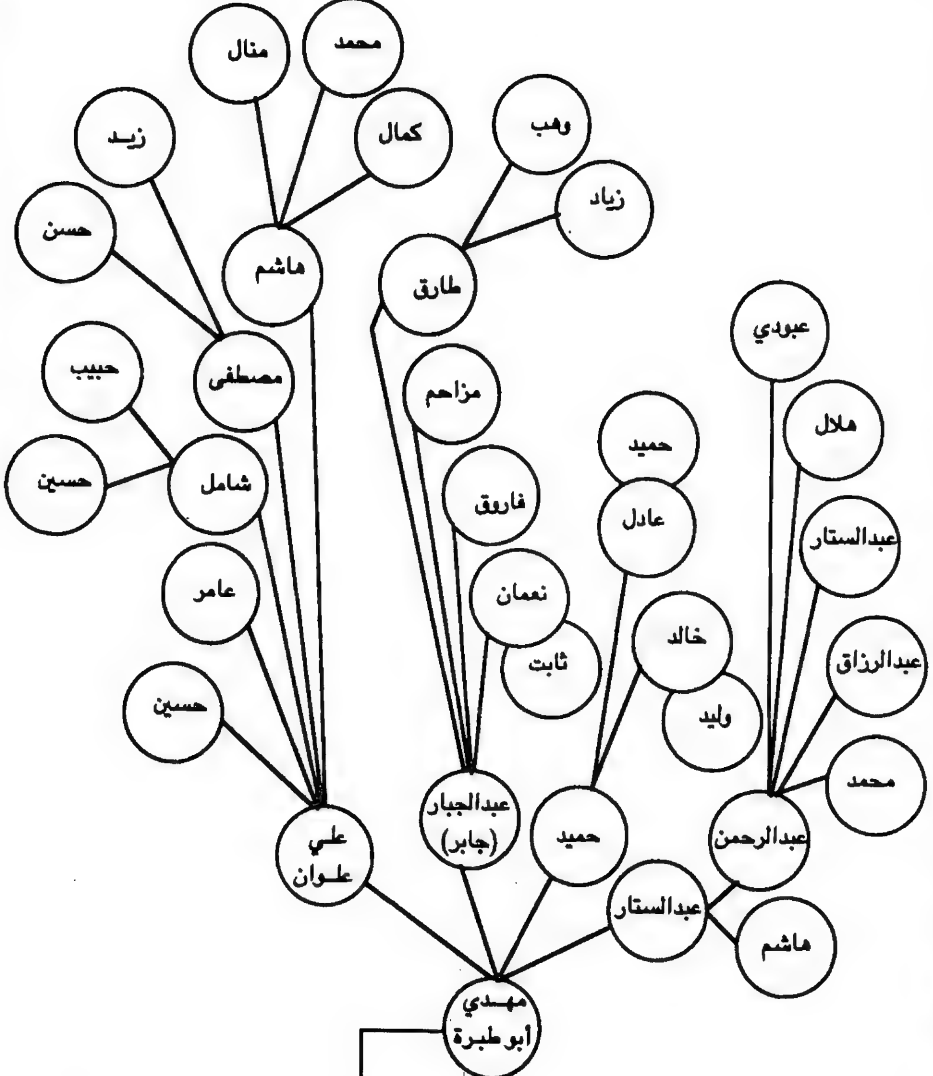 محمد
منال
كمال
وهب
زيد
زياد
حسن
هاشم
طارق
عبودي
حبيب
مصطفى
مزاحم
هلال
حميد
حسين
شامل
فاروق
عادل
عبدالستار
عامر
نعمان
خالد
ثابت
عبدالرزاق
حسين
وليد
محمد
علي
علوان
عبدالجبار
(جابر)
حميد
عبدالرحمن
عبدالستار
هاشم
مهدي
أبو طبرة